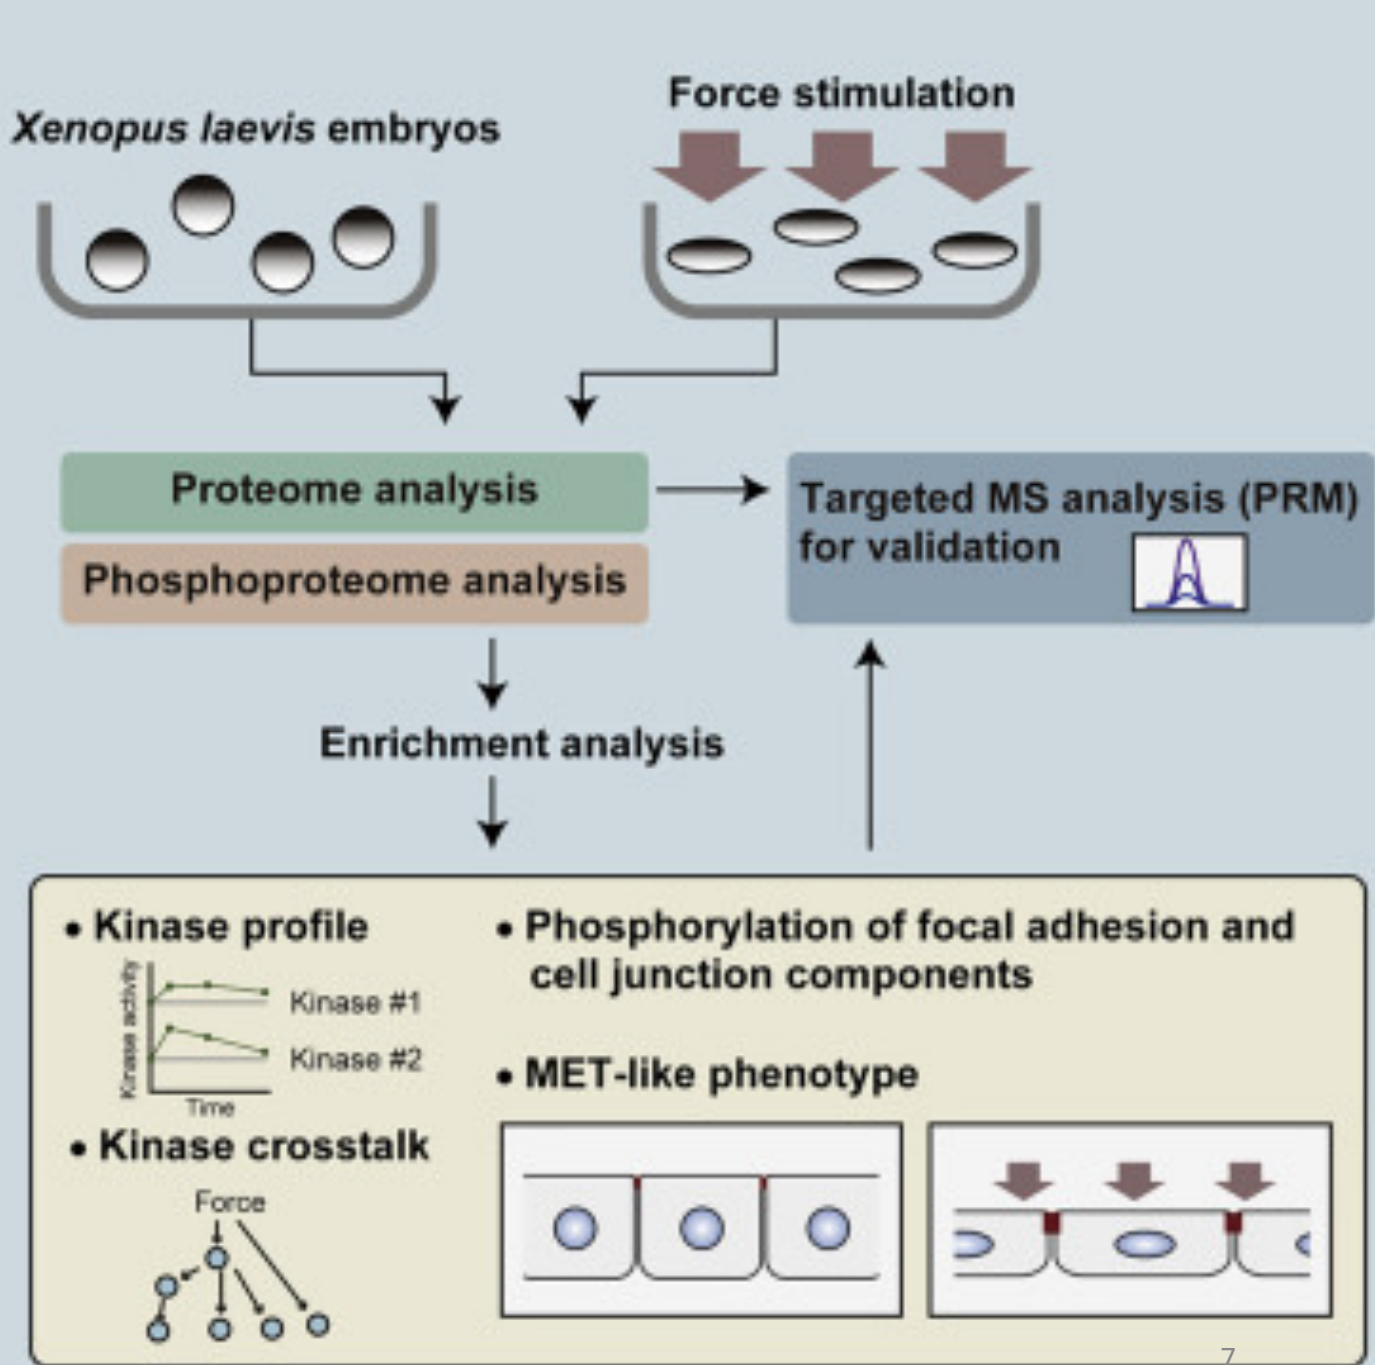 Force stimulation
Xenopus laevis embryos
Proteome analysis
Phosphoproteome analysis
Targeted MS analysis (PRM)
for validation
Enrichment analysis
• Kinase profile
Kinase activity
Kinase #1
Kinase #2
Time
• Kinase crosstalk
Force
• Phosphorylation of focal adhesion and
cell junction components
• MET-like phenotype
7